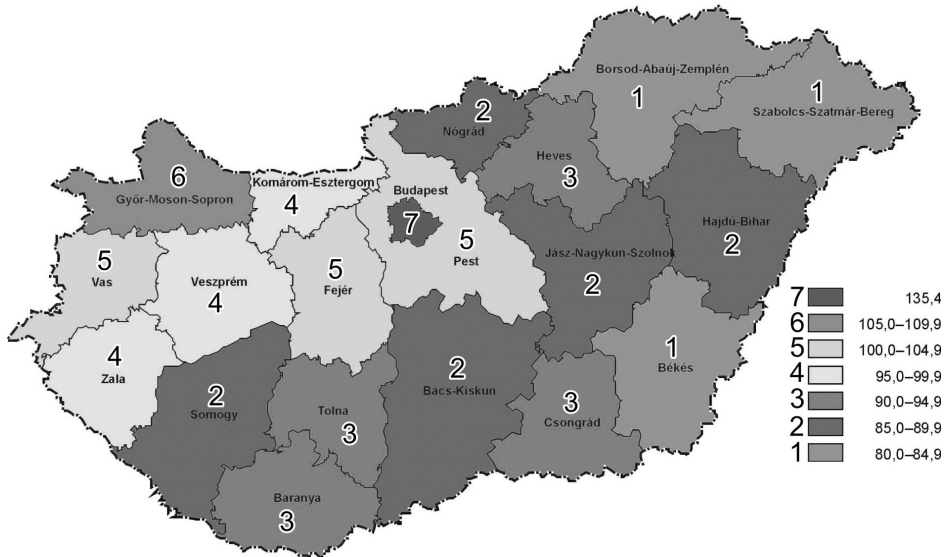 Borsod-Abaúj-Zemplén
1
1
Szabolcs-Szatmár-Bereg
2
Nógrád
Heves
3
6
Győr-Moson-Sopron
Komárom-Esztergom
4
Budapest
7
5
Pest
Hajdú-Bihar
2
Jász-Nagykun-Szolnok
2
5
Vas
Veszprém
4
5
Fejér
4
Zala
2
Somogy
Tolna
3
2
Bács-Kiskun
3
Csongrád
1
Békés
Baranya
3
7 135,4
6 105,0–109,9
5 100,0–104,9
4 95,0–99,9
3 90,0–94,9
2 85,0–89,9
1 80,0–84,9